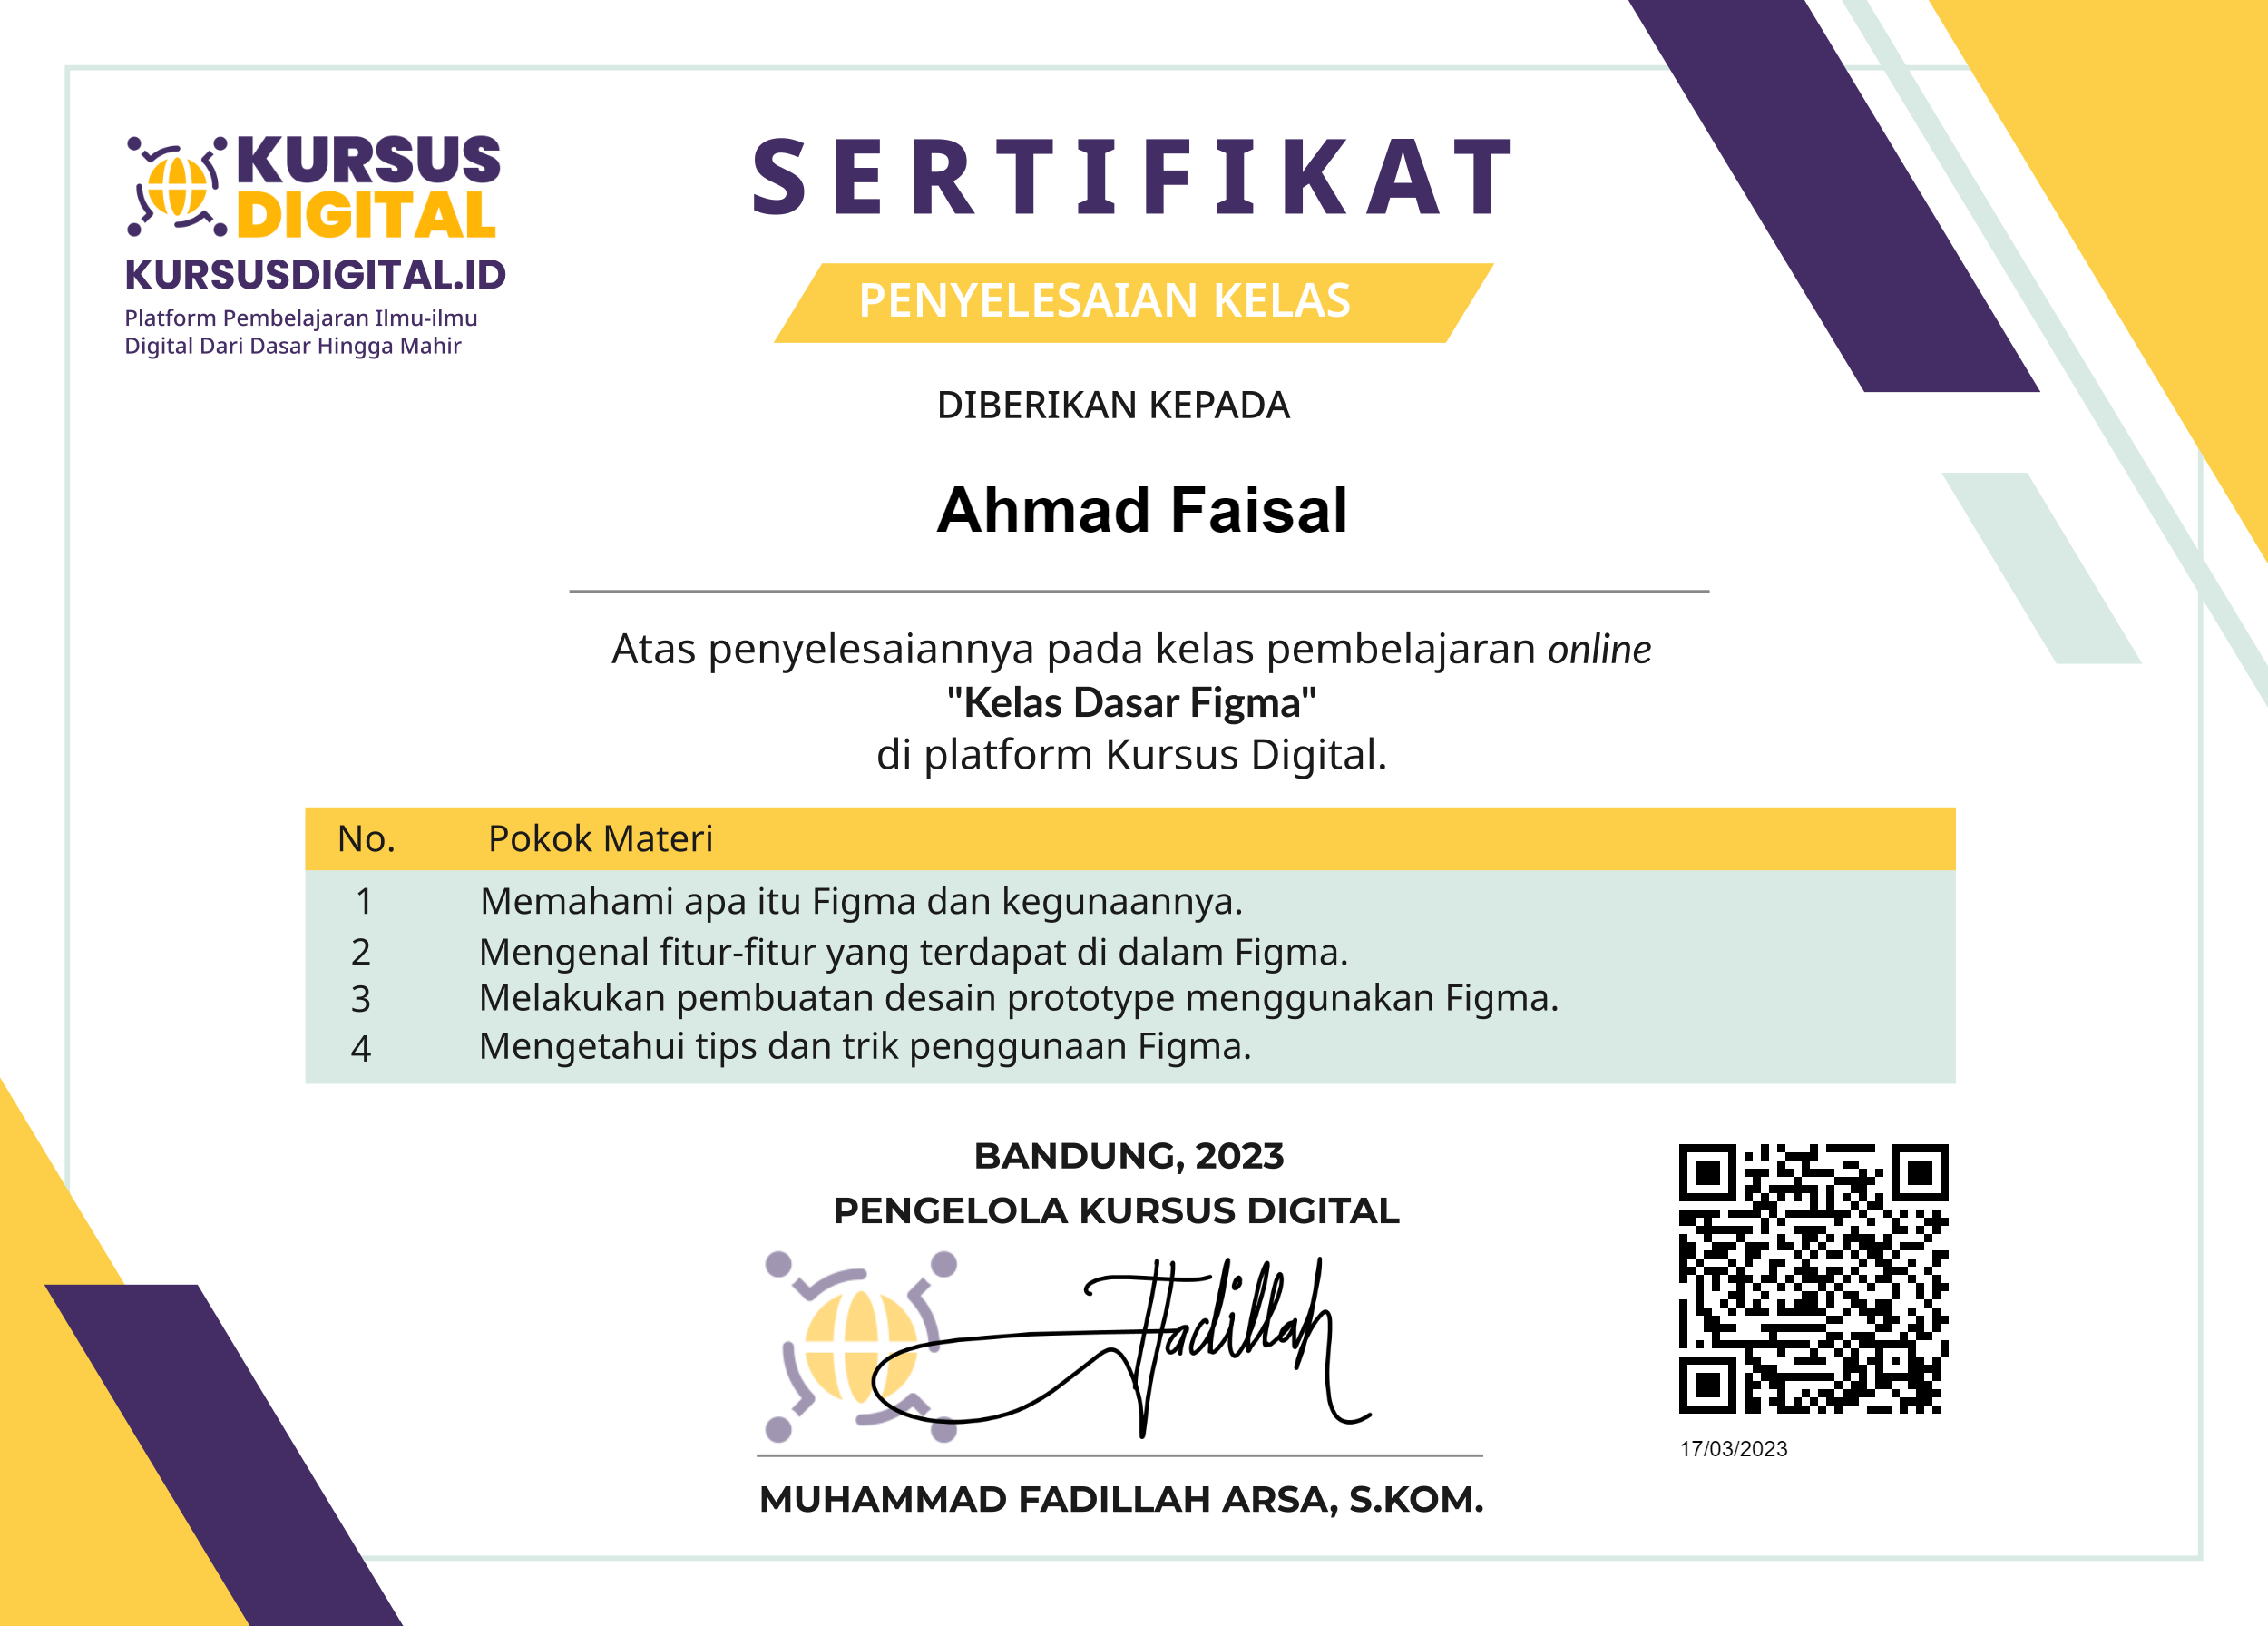 KURSUS
DIGITAL
KURSUSDIGITAL.ID
Platform Pembelajaran Ilmu-ilmu
Digital Dari Dasar Hingga Mahir
SERTIFIKAT
PENYELESAIAN KELAS
DIBERIKAN KEPADA
Ahmad Faisal
Atas penyelesaiannya pada kelas pembelajaran online
"Kelas Dasar Figma"
di platform Kursus Digital.
No. Pokok Materi
1 Memahami apa itu Figma dan kegunaannya.
2 Mengenal fitur-fitur yang terdapat di dalam Figma.
3 Melakukan pembuatan desain prototype menggunakan Figma.
4 Mengetahui tips dan trik penggunaan Figma.
BANDUNG, 2023
PENGELOLA KURSUS DIGITAL
Fadillah
MUHAMMAD FADILLAH ARSA, S.KOM.
17/03/2023